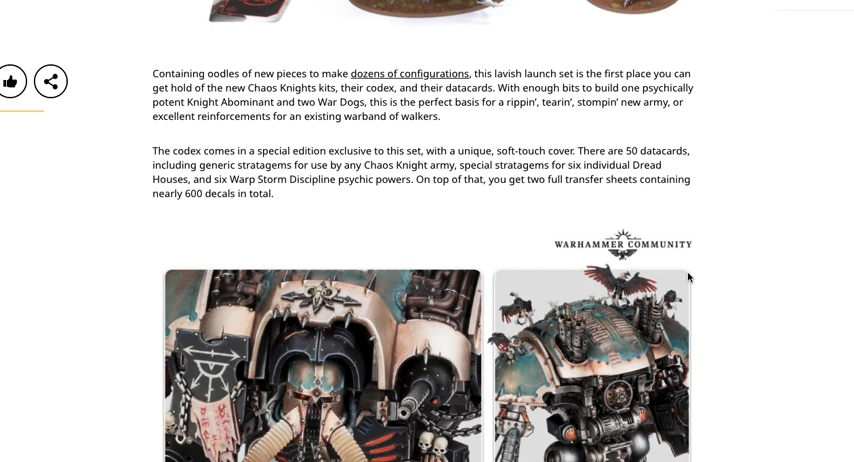 Containing oodles of new pieces to make dozens of configurations, this lavish launch set is the first place you can
get hold of the new Chaos Knights kits, their codex, and their datacards. With enough bits to build one psychically
potent Knight Abominant and two War Dogs, this is the perfect basis for a rippin’, tearin’, stompin’ new army, or
excellent reinforcements for an existing warband of walkers.
The codex comes in a special edition exclusive to this set, with a unique, soft-touch cover. There are 50 datacards,
including generic stratagems for use by any Chaos Knight army, special stratagems for six individual Dread
Houses, and six Warp Storm Discipline psychic powers. On top of that, you get two full transfer sheets containing
nearly 600 decals in total.
WARHAMMER COMMUNITY